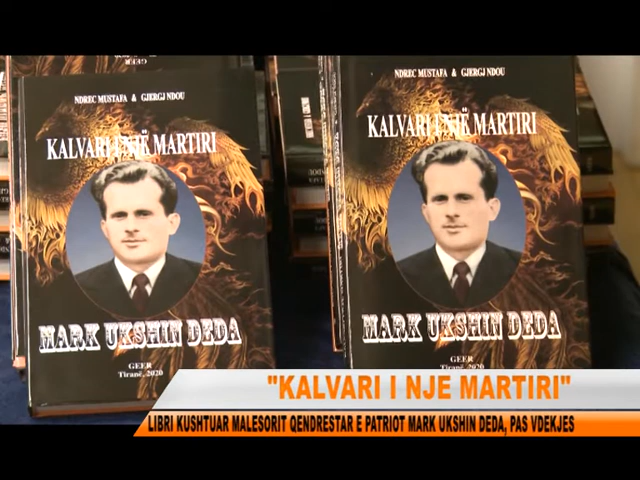 NDREC MUSTAFA & GJERGJ NDOU
KALVARI I NJË MARTIRI
MARK UKSHIN DEDA
GEER
Tiranë, 2020
NDREC MUSTAFA & GJERGJ NDOU
KALVARI I NJË MARTIRI
MARK UKSHIN DEDA
GEER
Tiranë, 2020
"KALVARI I NJE MARTIRI"
LIBRI KUSHTUAR MALESORIT QENDRESTAR E PATRIOT MARK UKSHIN DEDA, PAS VDEKJES